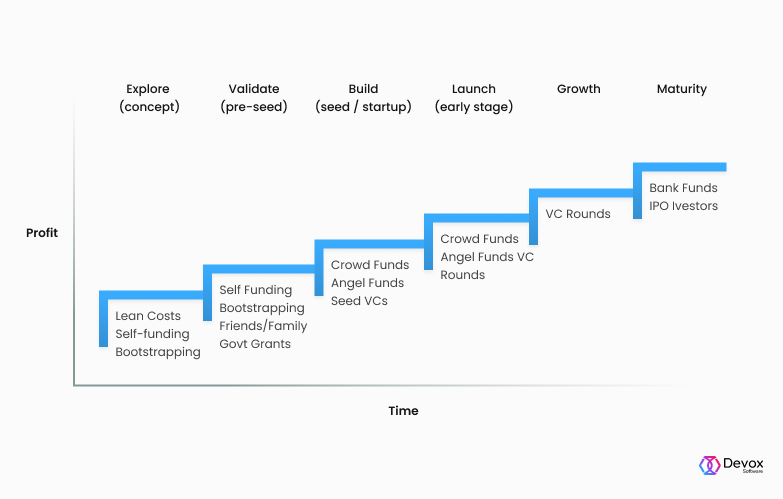 Explore
(concept)
Validate
(pre-seed)
Build
(seed / startup)
Launch
(early stage)
Growth
Maturity
Profit
Lean Costs
Self-funding
Bootstrapping
Self Funding
Bootstrapping
Friends/Family
Govt Grants
Crowd Funds
Angel Funds
Seed VCs
Crowd Funds
Angel Funds VC
Rounds
VC Rounds
Bank Funds
IPO Ivestors
Time
Devox
Software